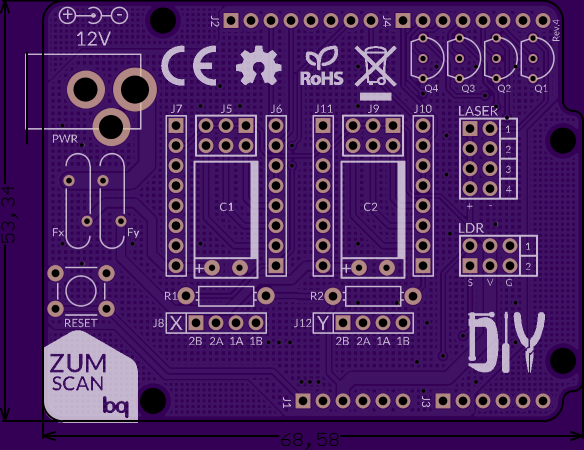 12V
J2
J4
Rev.4
CE
RoHS
Q4 Q3 Q2 Q1
J7 J5 J6 J11 J9 J10
LASER
1
2
3
4
+ -
PWR
C1
C2
53,34
Fx Fy
LDR
1
2
S V G
+
+
R1
R2
RESET
J8 X
J12 Y
2B 2A 1A 1B
2B 2A 1A 1B
DIY
ZUM
SCAN
bq
J1
J3
68,58